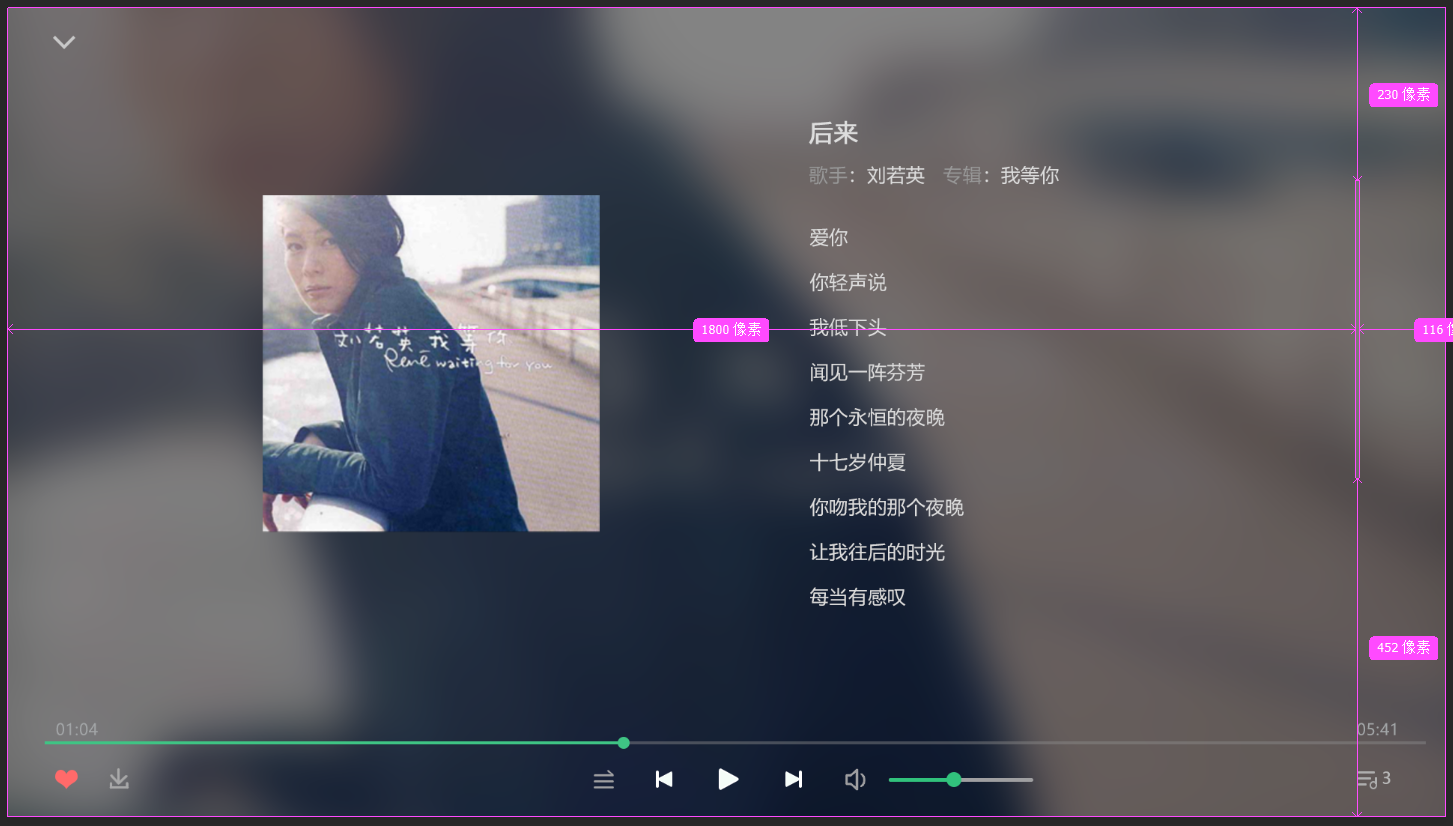 230 像素
后来
歌手：刘若英 专辑：我等你
爱你
你轻声说
刘若英_我等你
René waiting for you
1800 像素
我低下头
116 像
闻见一阵芬芳
那个永恒的夜晚
十七岁仲夏
你吻我的那个夜晚
让我往后的时光
每当有感叹
452 像素
01:04
05:41
3